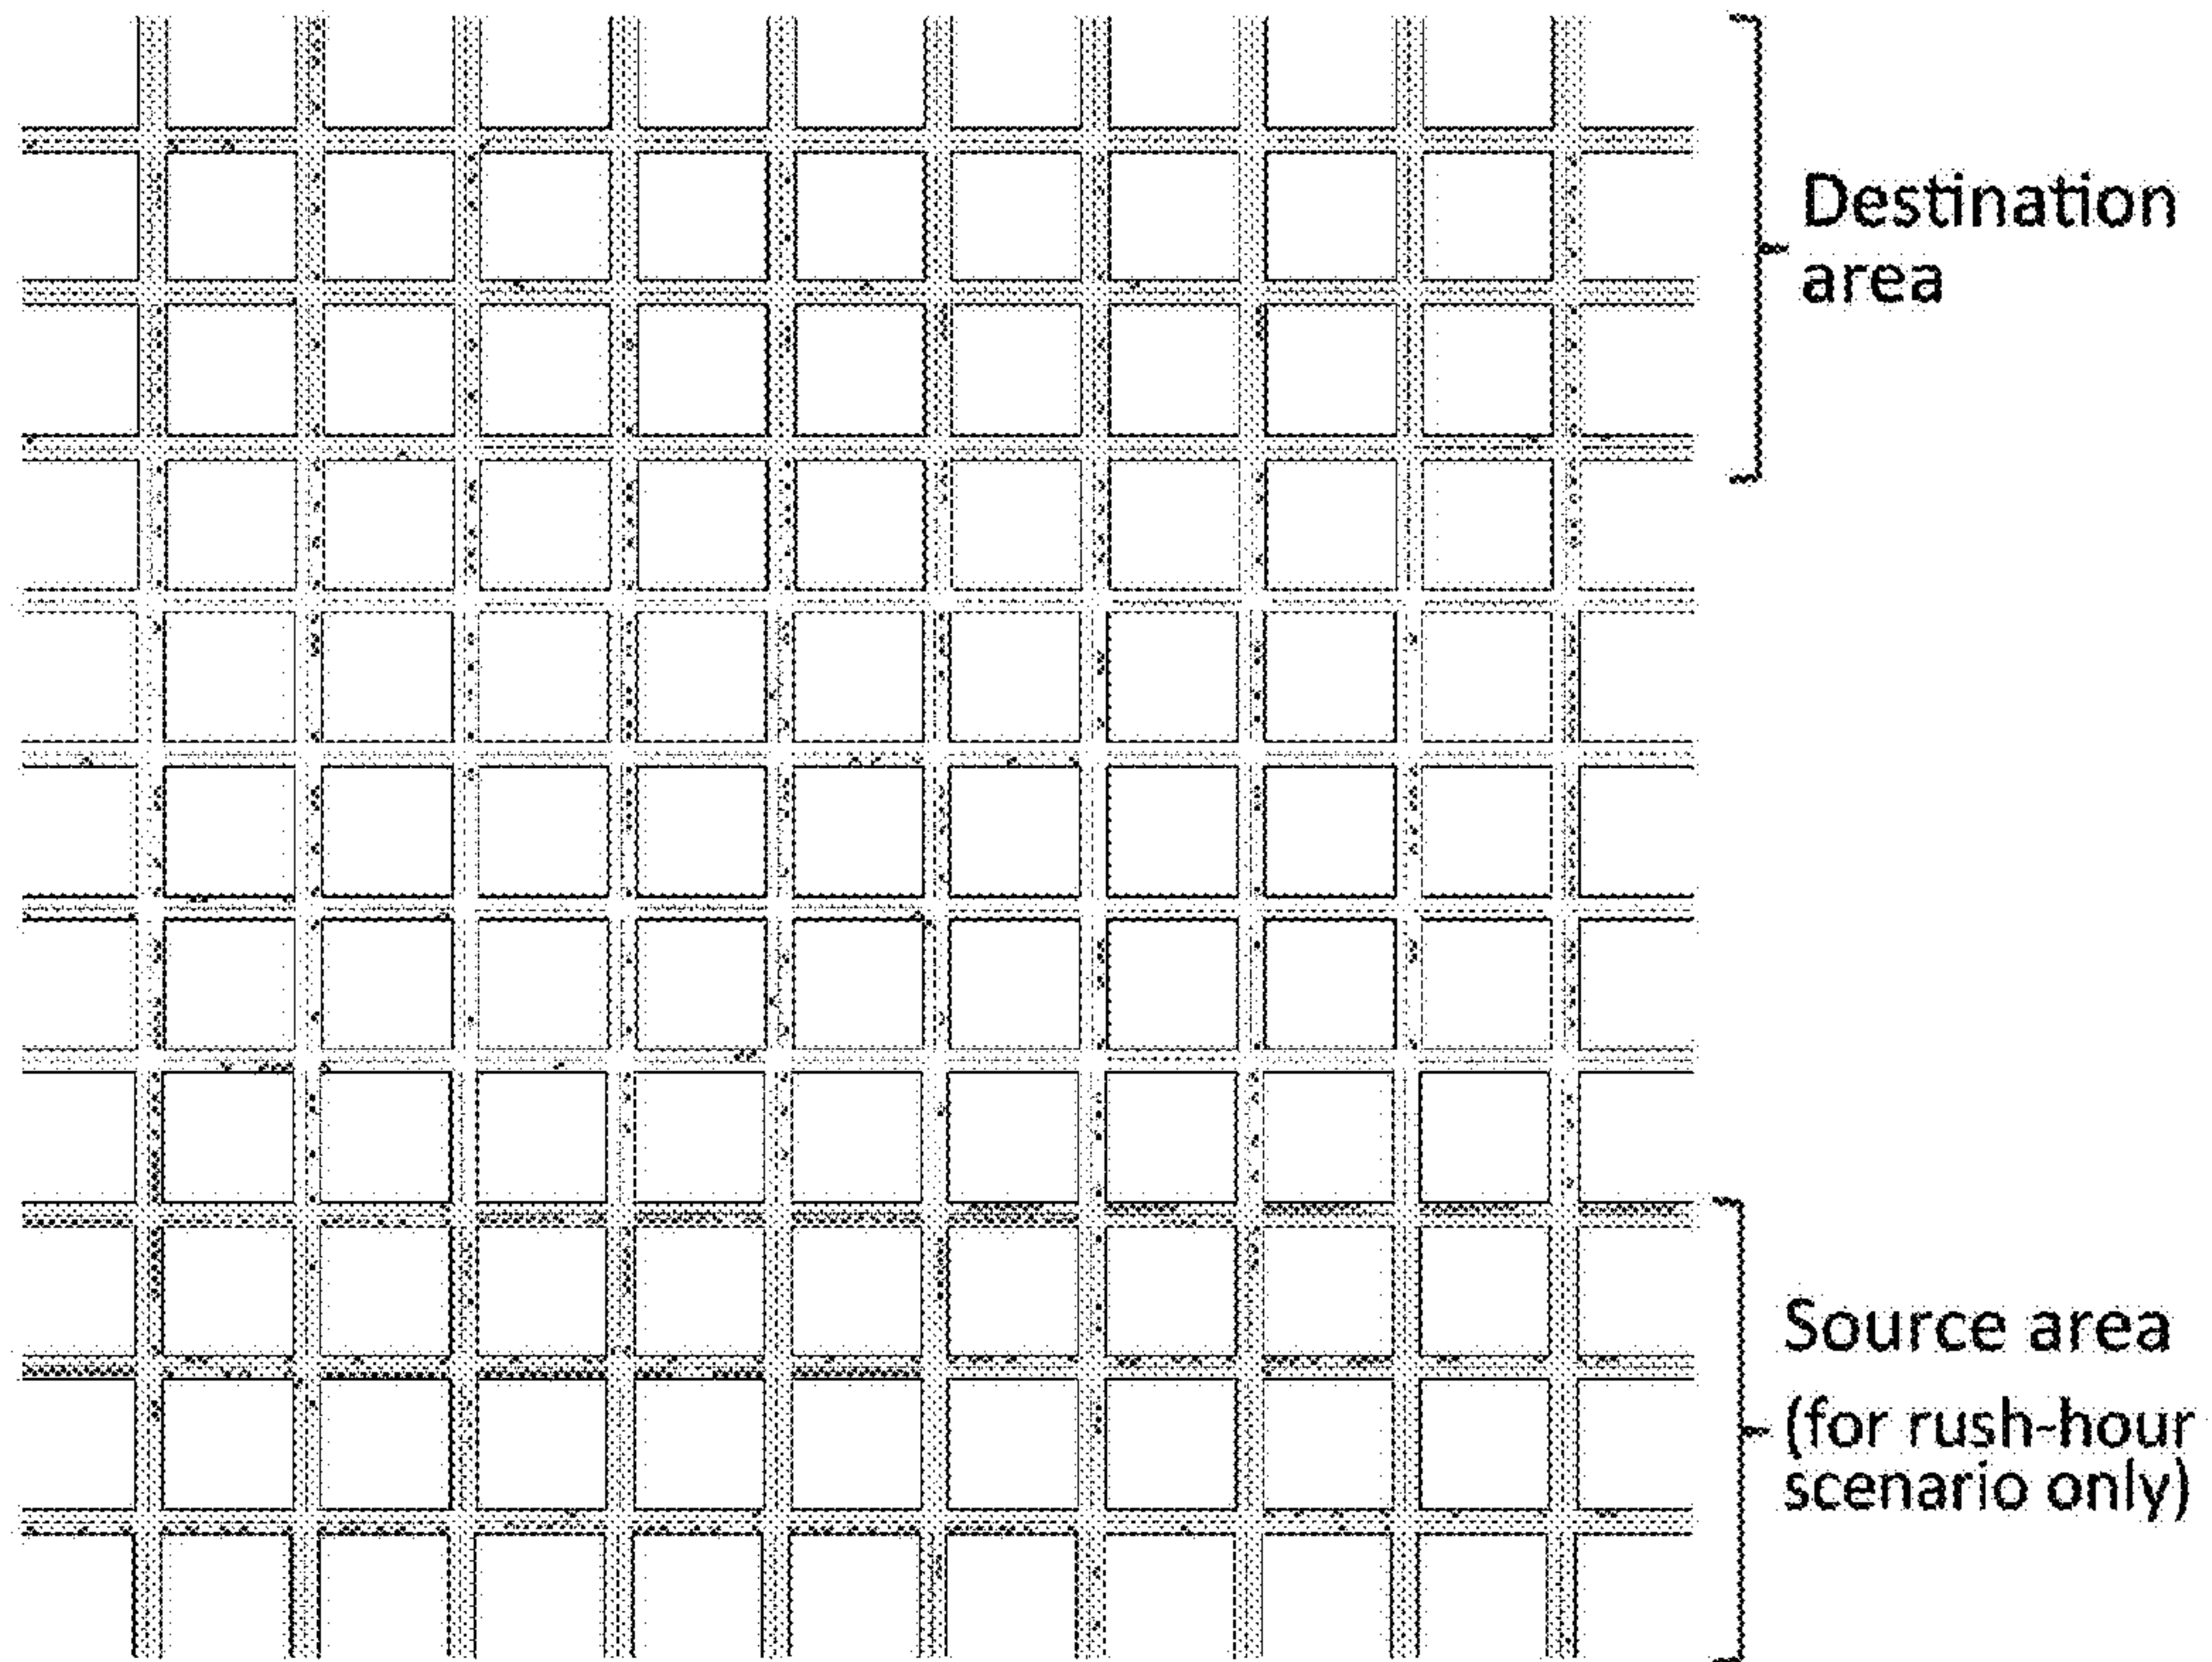 Destination
area
Source area
(for rush-hour
scenario only)